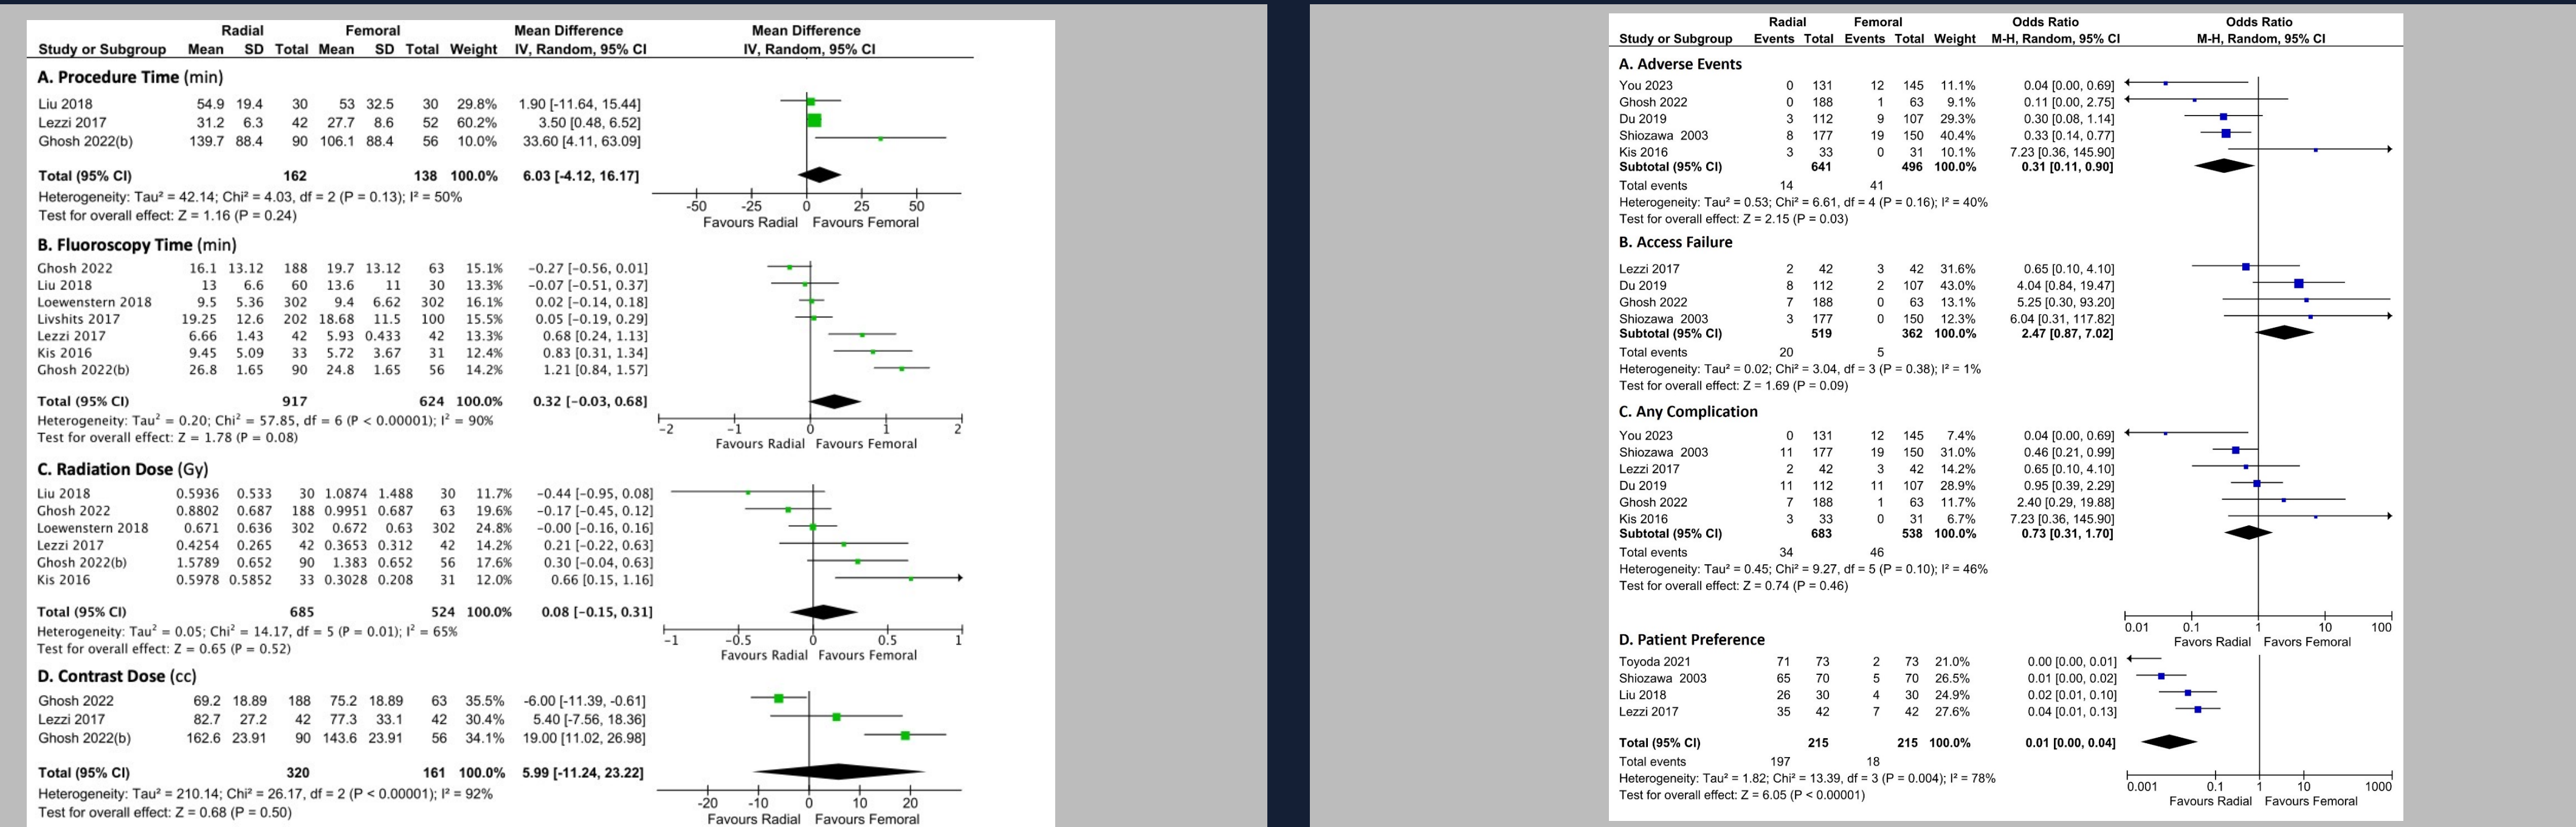 Radial Femoral Mean Difference Mean Difference
Study or Subgroup Mean SD Total Mean SD Total Weight IV, Random, 95% CI IV, Random, 95% CI
A. Procedure Time (min)
Liu 2018 54.9 19.4 30 53 32.5 30 29.8% 1.90 [-11.64, 15.44]
Lezzi 2017 31.2 6.3 42 27.7 8.6 52 60.2% 3.50 [0.48, 6.52]
Ghosh 2022(b) 139.7 88.4 90 106.1 88.4 56 10.0% 33.60 [4.11, 63.09]
Total (95% CI) 162 138 100.0% 6.03 [-4.12, 16.17]
Heterogeneity: Tau² = 42.14; Chi² = 4.03, df = 2 (P = 0.13); I² = 50%
Test for overall effect: Z = 1.16 (P = 0.24)
-50 -25 0 25 50
Favours Radial Favours Femoral
B. Fluoroscopy Time (min)
Ghosh 2022 16.1 13.12 188 19.7 13.12 63 15.1% −0.27 [−0.56, 0.01]
Liu 2018 13 6.6 60 13.6 11 30 13.3% −0.07 [−0.51, 0.37]
Loewenstern 2018 9.5 5.36 302 9.4 6.62 302 16.1% 0.02 [−0.14, 0.18]
Livshits 2017 19.25 12.6 202 18.68 11.5 100 15.5% 0.05 [−0.19, 0.29]
Lezzi 2017 6.66 1.43 42 5.93 0.433 42 13.3% 0.68 [0.24, 1.13]
Kis 2016 9.45 5.09 33 5.72 3.67 31 12.4% 0.83 [0.31, 1.34]
Ghosh 2022(b) 26.8 1.65 90 24.8 1.65 56 14.2% 1.21 [0.84, 1.57]
Total (95% CI) 917 624 100.0% 0.32 [−0.03, 0.68]
Heterogeneity: Tau² = 0.20; Chi² = 57.85, df = 6 (P < 0.00001); I² = 90%
Test for overall effect: Z = 1.78 (P = 0.08)
−2 −1 0 1 2
Favours Radial Favours Femoral
C. Radiation Dose (Gy)
Liu 2018 0.5936 0.533 30 1.0874 1.488 30 11.7% −0.44 [−0.95, 0.08]
Ghosh 2022 0.8802 0.687 188 0.9951 0.687 63 19.6% −0.17 [−0.45, 0.12]
Loewenstern 2018 0.671 0.636 302 0.672 0.63 302 24.8% −0.00 [−0.16, 0.16]
Lezzi 2017 0.4254 0.265 42 0.3653 0.312 42 14.2% 0.21 [−0.22, 0.63]
Ghosh 2022(b) 1.5789 0.652 90 1.383 0.652 56 17.6% 0.30 [−0.04, 0.63]
Kis 2016 0.5978 0.5852 33 0.3028 0.208 31 12.0% 0.66 [0.15, 1.16]
Total (95% CI) 685 524 100.0% 0.08 [−0.15, 0.31]
Heterogeneity: Tau² = 0.05; Chi² = 14.17, df = 5 (P = 0.01); I² = 65%
Test for overall effect: Z = 0.65 (P = 0.52)
−1 −0.5 0 0.5 1
Favours Radial Favours Femoral
D. Contrast Dose (cc)
Ghosh 2022 69.2 18.89 188 75.2 18.89 63 35.5% -6.00 [-11.39, -0.61]
Lezzi 2017 82.7 27.2 42 77.3 33.1 42 30.4% 5.40 [-7.56, 18.36]
Ghosh 2022(b) 162.6 23.91 90 143.6 23.91 56 34.1% 19.00 [11.02, 26.98]
Total (95% CI) 320 161 100.0% 5.99 [-11.24, 23.22]
Heterogeneity: Tau² = 210.14; Chi² = 26.17, df = 2 (P < 0.00001); I² = 92%
Test for overall effect: Z = 0.68 (P = 0.50)
-20 -10 0 10 20
Favours Radial Favours Femoral
Radial Femoral Odds Ratio Odds Ratio
Study or Subgroup Events Total Events Total Weight M-H, Random, 95% CI M-H, Random, 95% CI
A. Adverse Events
You 2023 0 131 12 145 11.1% 0.04 [0.00, 0.69]
Ghosh 2022 0 188 1 63 9.1% 0.11 [0.00, 2.75]
Du 2019 3 112 9 107 29.3% 0.30 [0.08, 1.14]
Shiozawa 2003 8 177 19 150 40.4% 0.33 [0.14, 0.77]
Kis 2016 3 33 0 31 10.1% 7.23 [0.36, 145.90]
Subtotal (95% CI) 641 496 100.0% 0.31 [0.11, 0.90]
Total events 14 41
Heterogeneity: Tau² = 0.53; Chi² = 6.61, df = 4 (P = 0.16); I² = 40%
Test for overall effect: Z = 2.15 (P = 0.03)
B. Access Failure
Lezzi 2017 2 42 3 42 31.6% 0.65 [0.10, 4.10]
Du 2019 8 112 2 107 43.0% 4.04 [0.84, 19.47]
Ghosh 2022 7 188 0 63 13.1% 5.25 [0.30, 93.20]
Shiozawa 2003 3 177 0 150 12.3% 6.04 [0.31, 117.82]
Subtotal (95% CI) 519 362 100.0% 2.47 [0.87, 7.02]
Total events 20 5
Heterogeneity: Tau² = 0.02; Chi² = 3.04, df = 3 (P = 0.38); I² = 1%
Test for overall effect: Z = 1.69 (P = 0.09)
C. Any Complication
You 2023 0 131 12 145 7.4% 0.04 [0.00, 0.69]
Shiozawa 2003 11 177 19 150 31.0% 0.46 [0.21, 0.99]
Lezzi 2017 2 42 3 42 14.2% 0.65 [0.10, 4.10]
Du 2019 11 112 11 107 28.9% 0.95 [0.39, 2.29]
Ghosh 2022 7 188 1 63 11.7% 2.40 [0.29, 19.88]
Kis 2016 3 33 0 31 6.7% 7.23 [0.36, 145.90]
Subtotal (95% CI) 683 538 100.0% 0.73 [0.31, 1.70]
Total events 34 46
Heterogeneity: Tau² = 0.45; Chi² = 9.27, df = 5 (P = 0.10); I² = 46%
Test for overall effect: Z = 0.74 (P = 0.46)
0.01 0.1 1 10 100
Favors Radial Favors Femoral
D. Patient Preference
Toyoda 2021 71 73 2 73 21.0% 0.00 [0.00, 0.01]
Shiozawa 2003 65 70 5 70 26.5% 0.01 [0.00, 0.02]
Liu 2018 26 30 4 30 24.9% 0.02 [0.01, 0.10]
Lezzi 2017 35 42 7 42 27.6% 0.04 [0.01, 0.13]
Total (95% CI) 215 215 100.0% 0.01 [0.00, 0.04]
Total events 197 18
Heterogeneity: Tau² = 1.82; Chi² = 13.39, df = 3 (P = 0.004); I² = 78%
Test for overall effect: Z = 6.05 (P < 0.00001)
0.001 0.1 1 10 1000
Favours Radial Favours Femoral